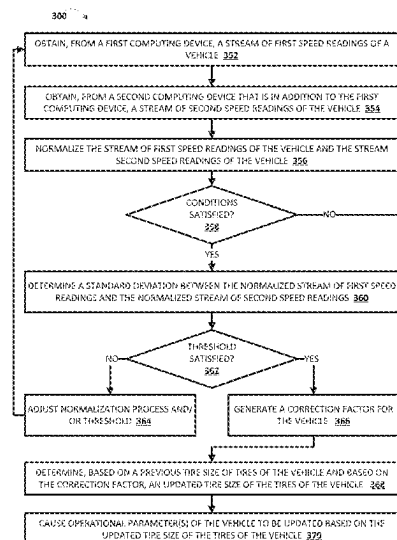 300
OBTAIN, FROM A FIRST COMPUTING DEVICE, A STREAM OF FIRST SPEED READINGS OF A
VEHICLE 352
OBTAIN, FROM A SECOND COMPUTING DEVICE THAT IS IN ADDITION TO THE FIRST
COMPUTING DEVICE, A STREAM OF SECOND SPEED READINGS OF THE VEHICLE 354
NORMALIZE THE STREAM OF FIRST SPEED READINGS OF THE VEHICLE AND THE STREAM
SECOND SPEED READINGS OF THE VEHICLE 356
CONDITIONS
SATISFIED?
358
NO
YES
DETERMINE A STANDARD DEVIATION BETWEEN THE NORMALIZED STREAM OF FIRST SPEED
READINGS AND THE NORMALIZED STREAM OF SECOND SPEED READINGS 360
THRESHOLD
SATISFIED?
362
NO
YES
ADJUST NORMALIZATION PROCESS AND/
OR THRESHOLD 364
GENERATE A CORRECTION FACTOR FOR
THE VEHICLE 366
DETERMINE, BASED ON A PREVIOUS TIRE SIZE OF TIRES OF THE VEHICLE AND BASED ON
THE CORRECTION FACTOR, AN UPDATED TIRE SIZE OF THE TIRES OF THE VEHICLE 368
CAUSE OPERATIONAL PARAMETER(S) OF THE VEHICLE TO BE UPDATED BASED ON THE
UPDATED TIRE SIZE OF THE TIRES OF THE VEHICLE 370